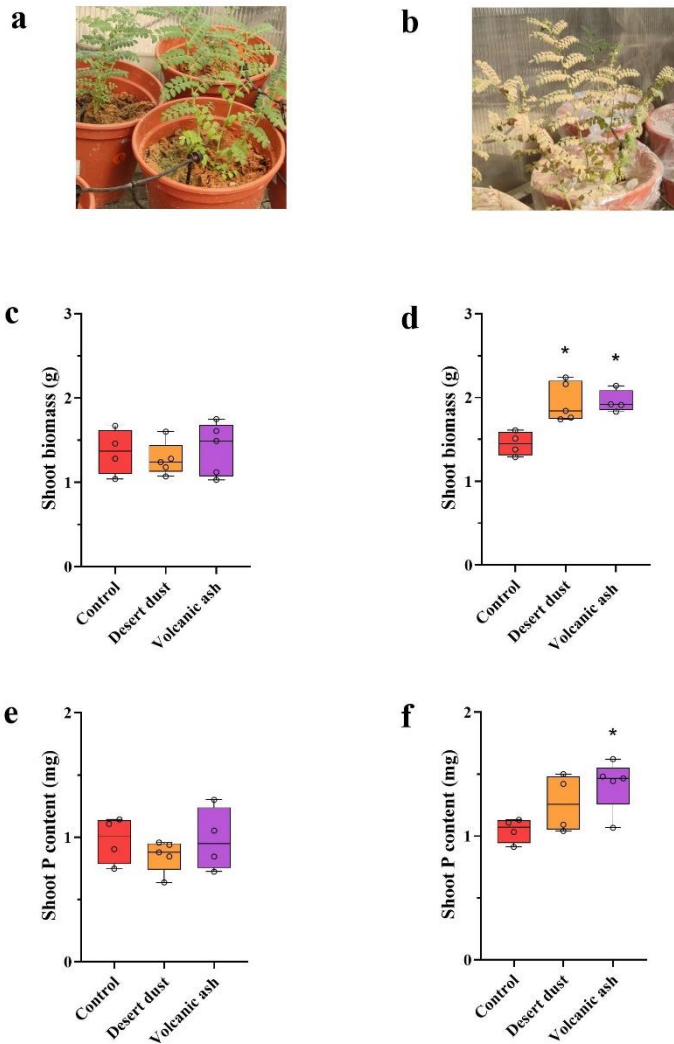 a
b
c
d
3
2
1
0
Shoot biomass (g)
Control
Desert dust
Volcanic ash
3
2
1
0
Shoot biomass (g)
*
*
Control
Desert dust
Volcanic ash
e
f
2
1
0
Shoot P content (mg)
Control
Desert dust
Volcanic ash
2
1
0
Shoot P content (mg)
*
Control
Desert dust
Volcanic ash